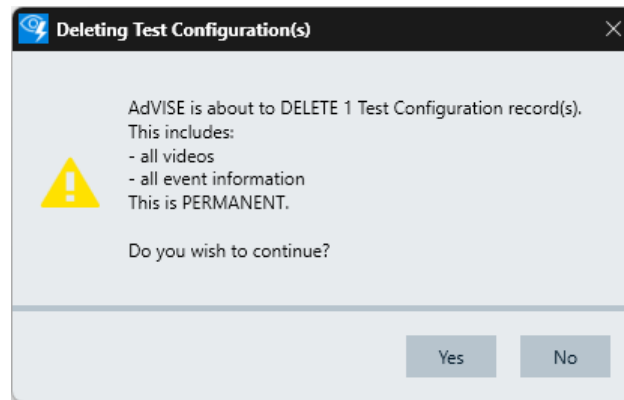 Deleting Test Configuration(s)
AdVISE is about to DELETE 1 Test Configuration record(s).
This includes:
- all videos
- all event information
This is PERMANENT.
Do you wish to continue?
Yes
No